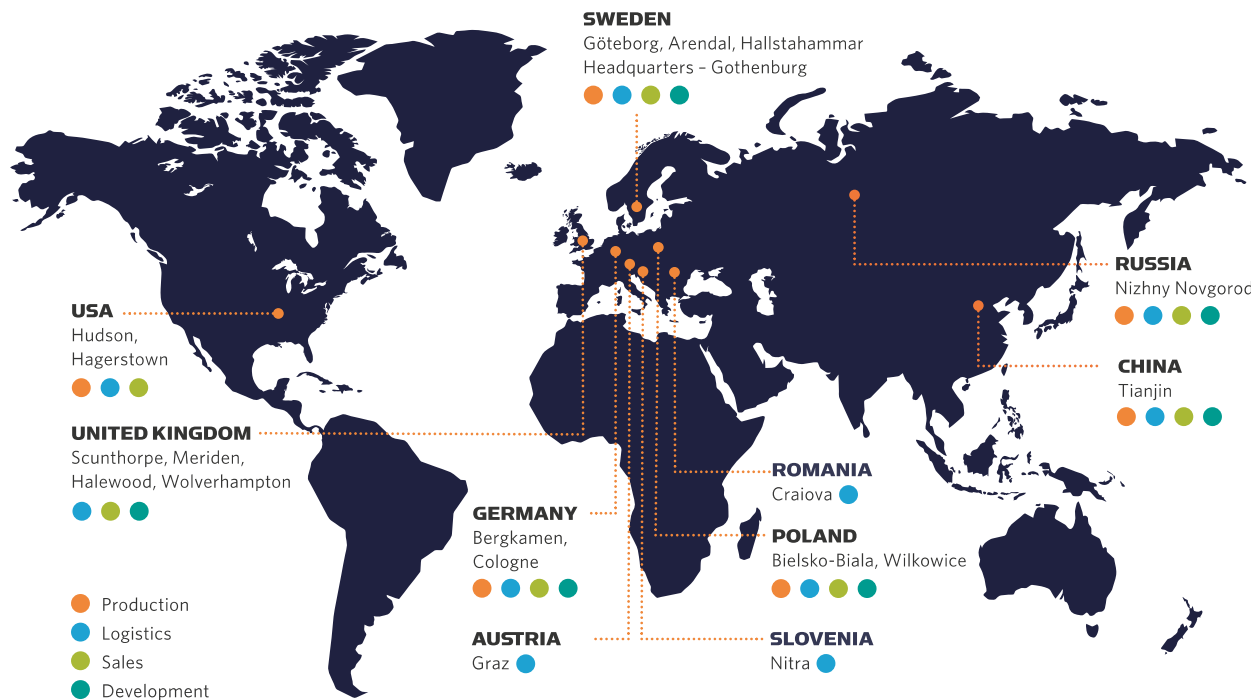 SWEDEN
Göteborg, Arendal, Hallstahammar
Headquarters – Gothenburg
RUSSIA
Nizhny Novgorod
USA
Hudson,
Hagerstown
CHINA
Tianjin
UNITED KINGDOM
Scunthorpe, Meriden,
Halewood, Wolverhampton
ROMANIA
Craiova
GERMANY
Bergkamen,
Cologne
POLAND
Bielsko-Biala, Wilkowice
AUSTRIA
Graz
SLOVENIA
Nitra
Production
Logistics
Sales
Development